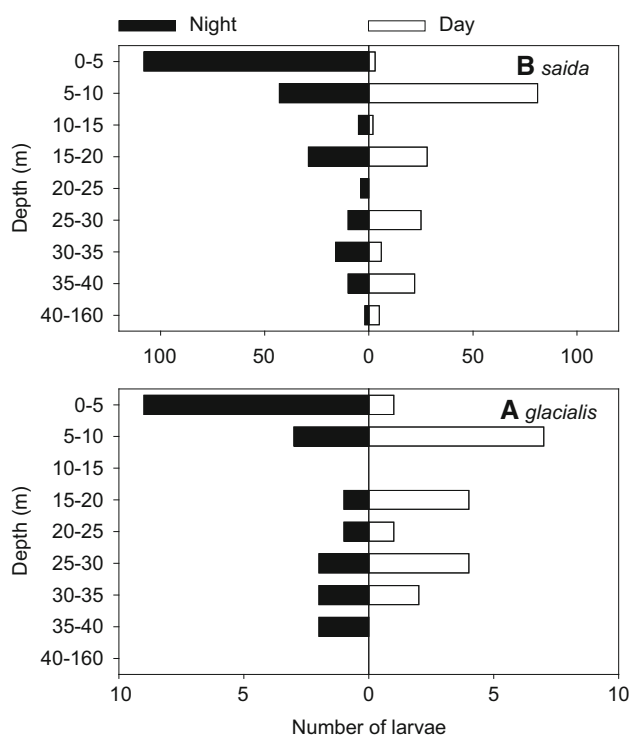 Night Day
B saida
Depth (m)
0-5
5-10
10-15
15-20
20-25
25-30
30-35
35-40
40-160
100 50 0 50 100
A glacialis
Depth (m)
0-5
5-10
10-15
15-20
20-25
25-30
30-35
35-40
40-160
10 5 0 5 10
Number of larvae